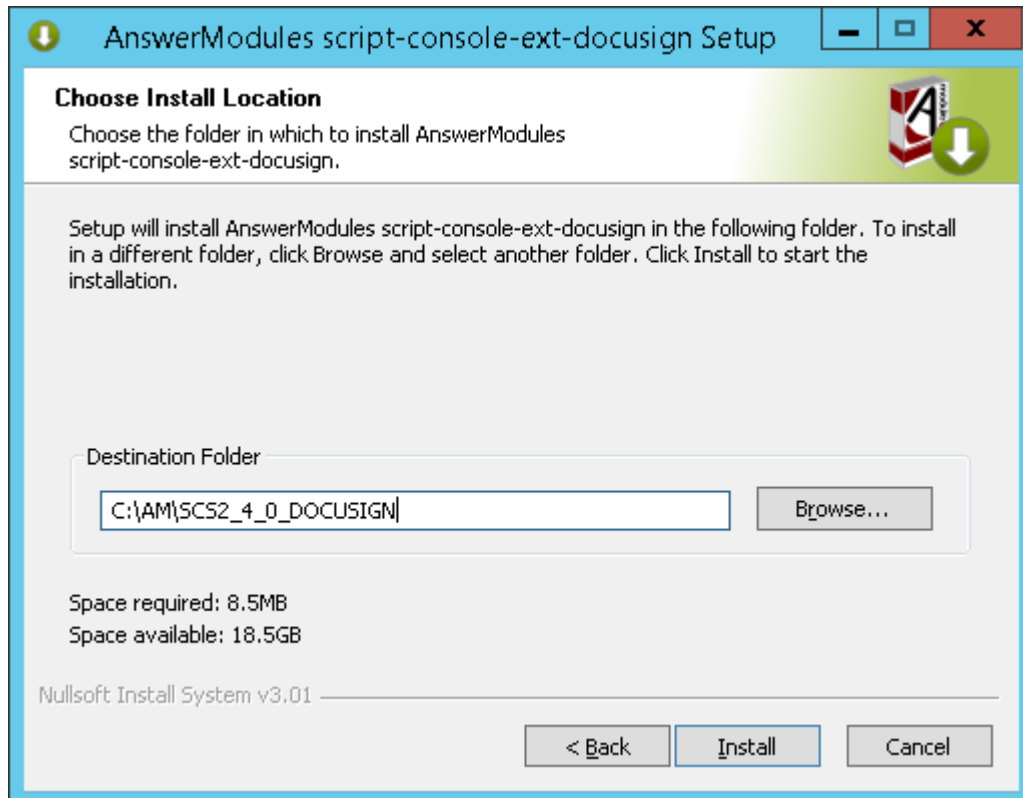 AnswerModules script-console-ext-docusign Setup
Choose Install Location
Choose the folder in which to install AnswerModules
script-console-ext-docusign.
Setup will install AnswerModules script-console-ext-docusign in the following folder. To install
in a different folder, click Browse and select another folder. Click Install to start the
installation.
Destination Folder
C:\AM\SCS2_4_0_DOCUSIGN
Browse...
Space required: 8.5MB
Space available: 18.5GB
Nullsoft Install System v3.01
< Back
Install
Cancel